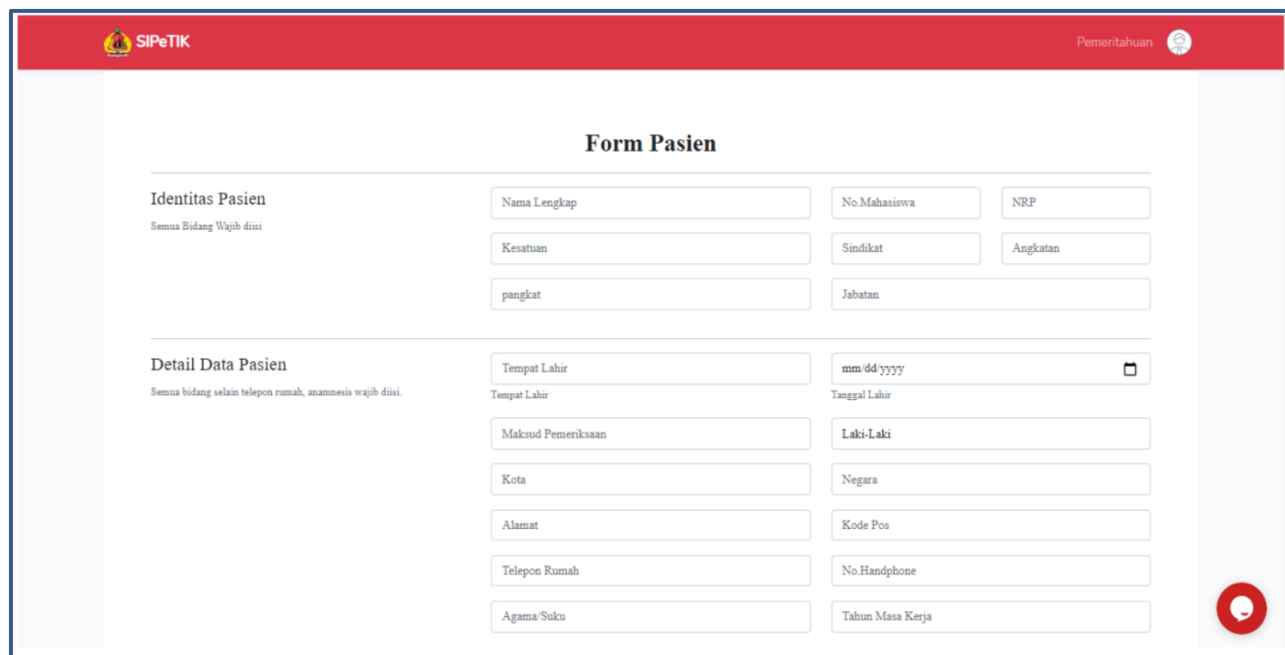 SIPeTIK
Pemeritahuan
Form Pasien
Identitas Pasien
Semua Bidang Wajib diisi
Nama Lengkap
No.Mahasiswa
NRP
Kesatuan
Sindikat
Angkatan
pangkat
Jabatan
Detail Data Pasien
Semua bidang selain telepon rumah, anamnesis wajib diisi.
Tempat Lahir
mm/dd/yyyy
Tempat Lahir
Tanggal Lahir
Maksud Pemeriksaan
Laki-Laki
Kota
Negara
Alamat
Kode Pos
Telepon Rumah
No.Handphone
Agama/Suku
Tahun Masa Kerja